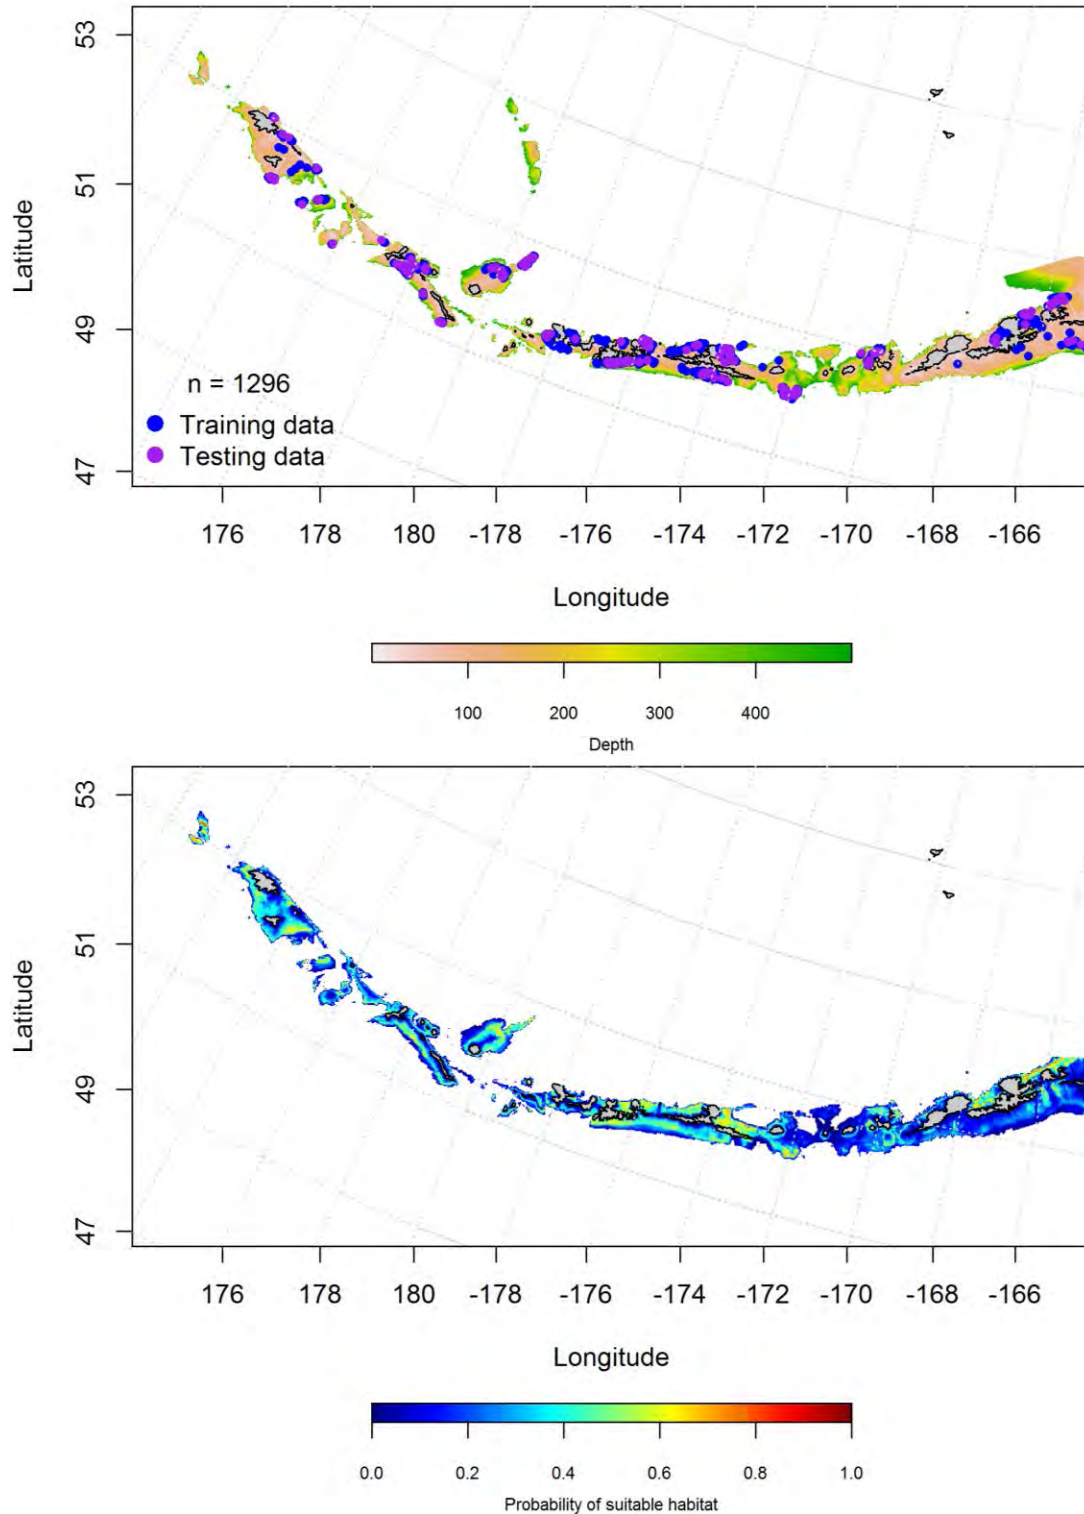 53
51
49
47
Latitude
n = 1296
Training data
Testing data
176 178 180 -178 -176 -174 -172 -170 -168 -166
Longitude
100 200 300 400
Depth
53
51
49
47
Latitude
176 178 180 -178 -176 -174 -172 -170 -168 -166
Longitude
0.0 0.2 0.4 0.6 0.8 1.0
Probability of suitable habitat